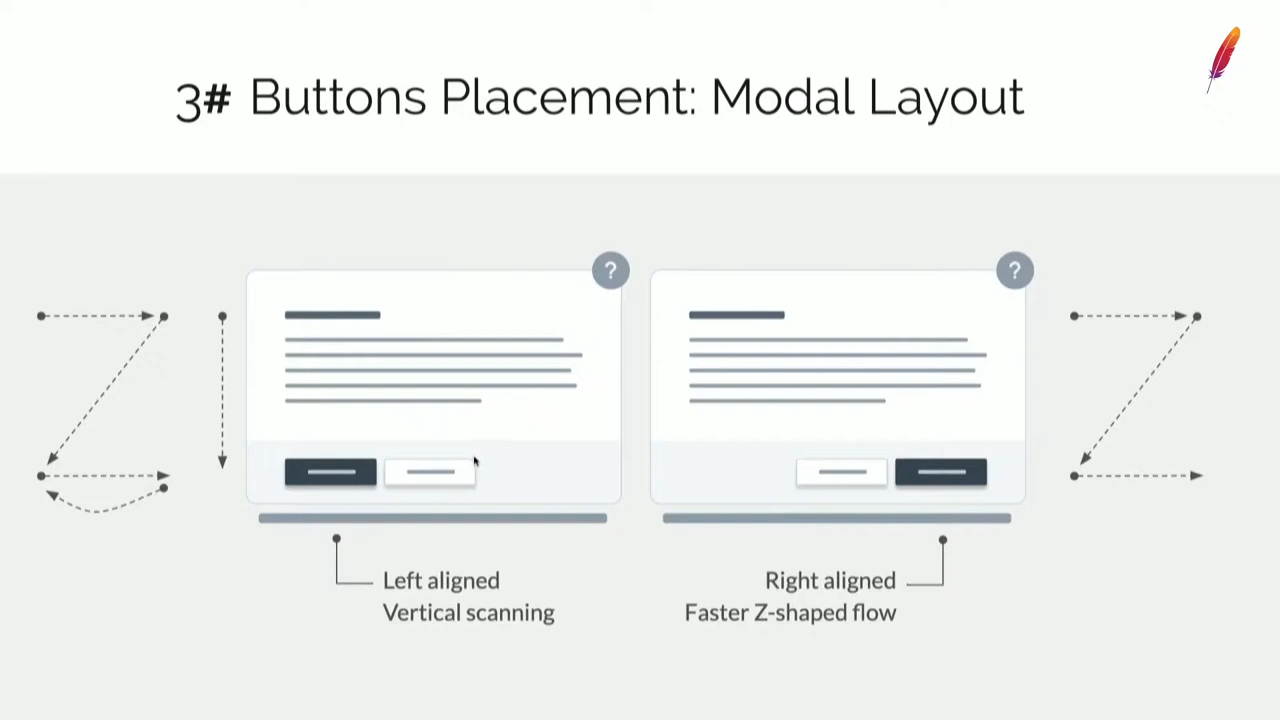 3# Buttons Placement: Modal Layout
?
?
Left aligned
Vertical scanning
Right aligned
Faster Z-shaped flow